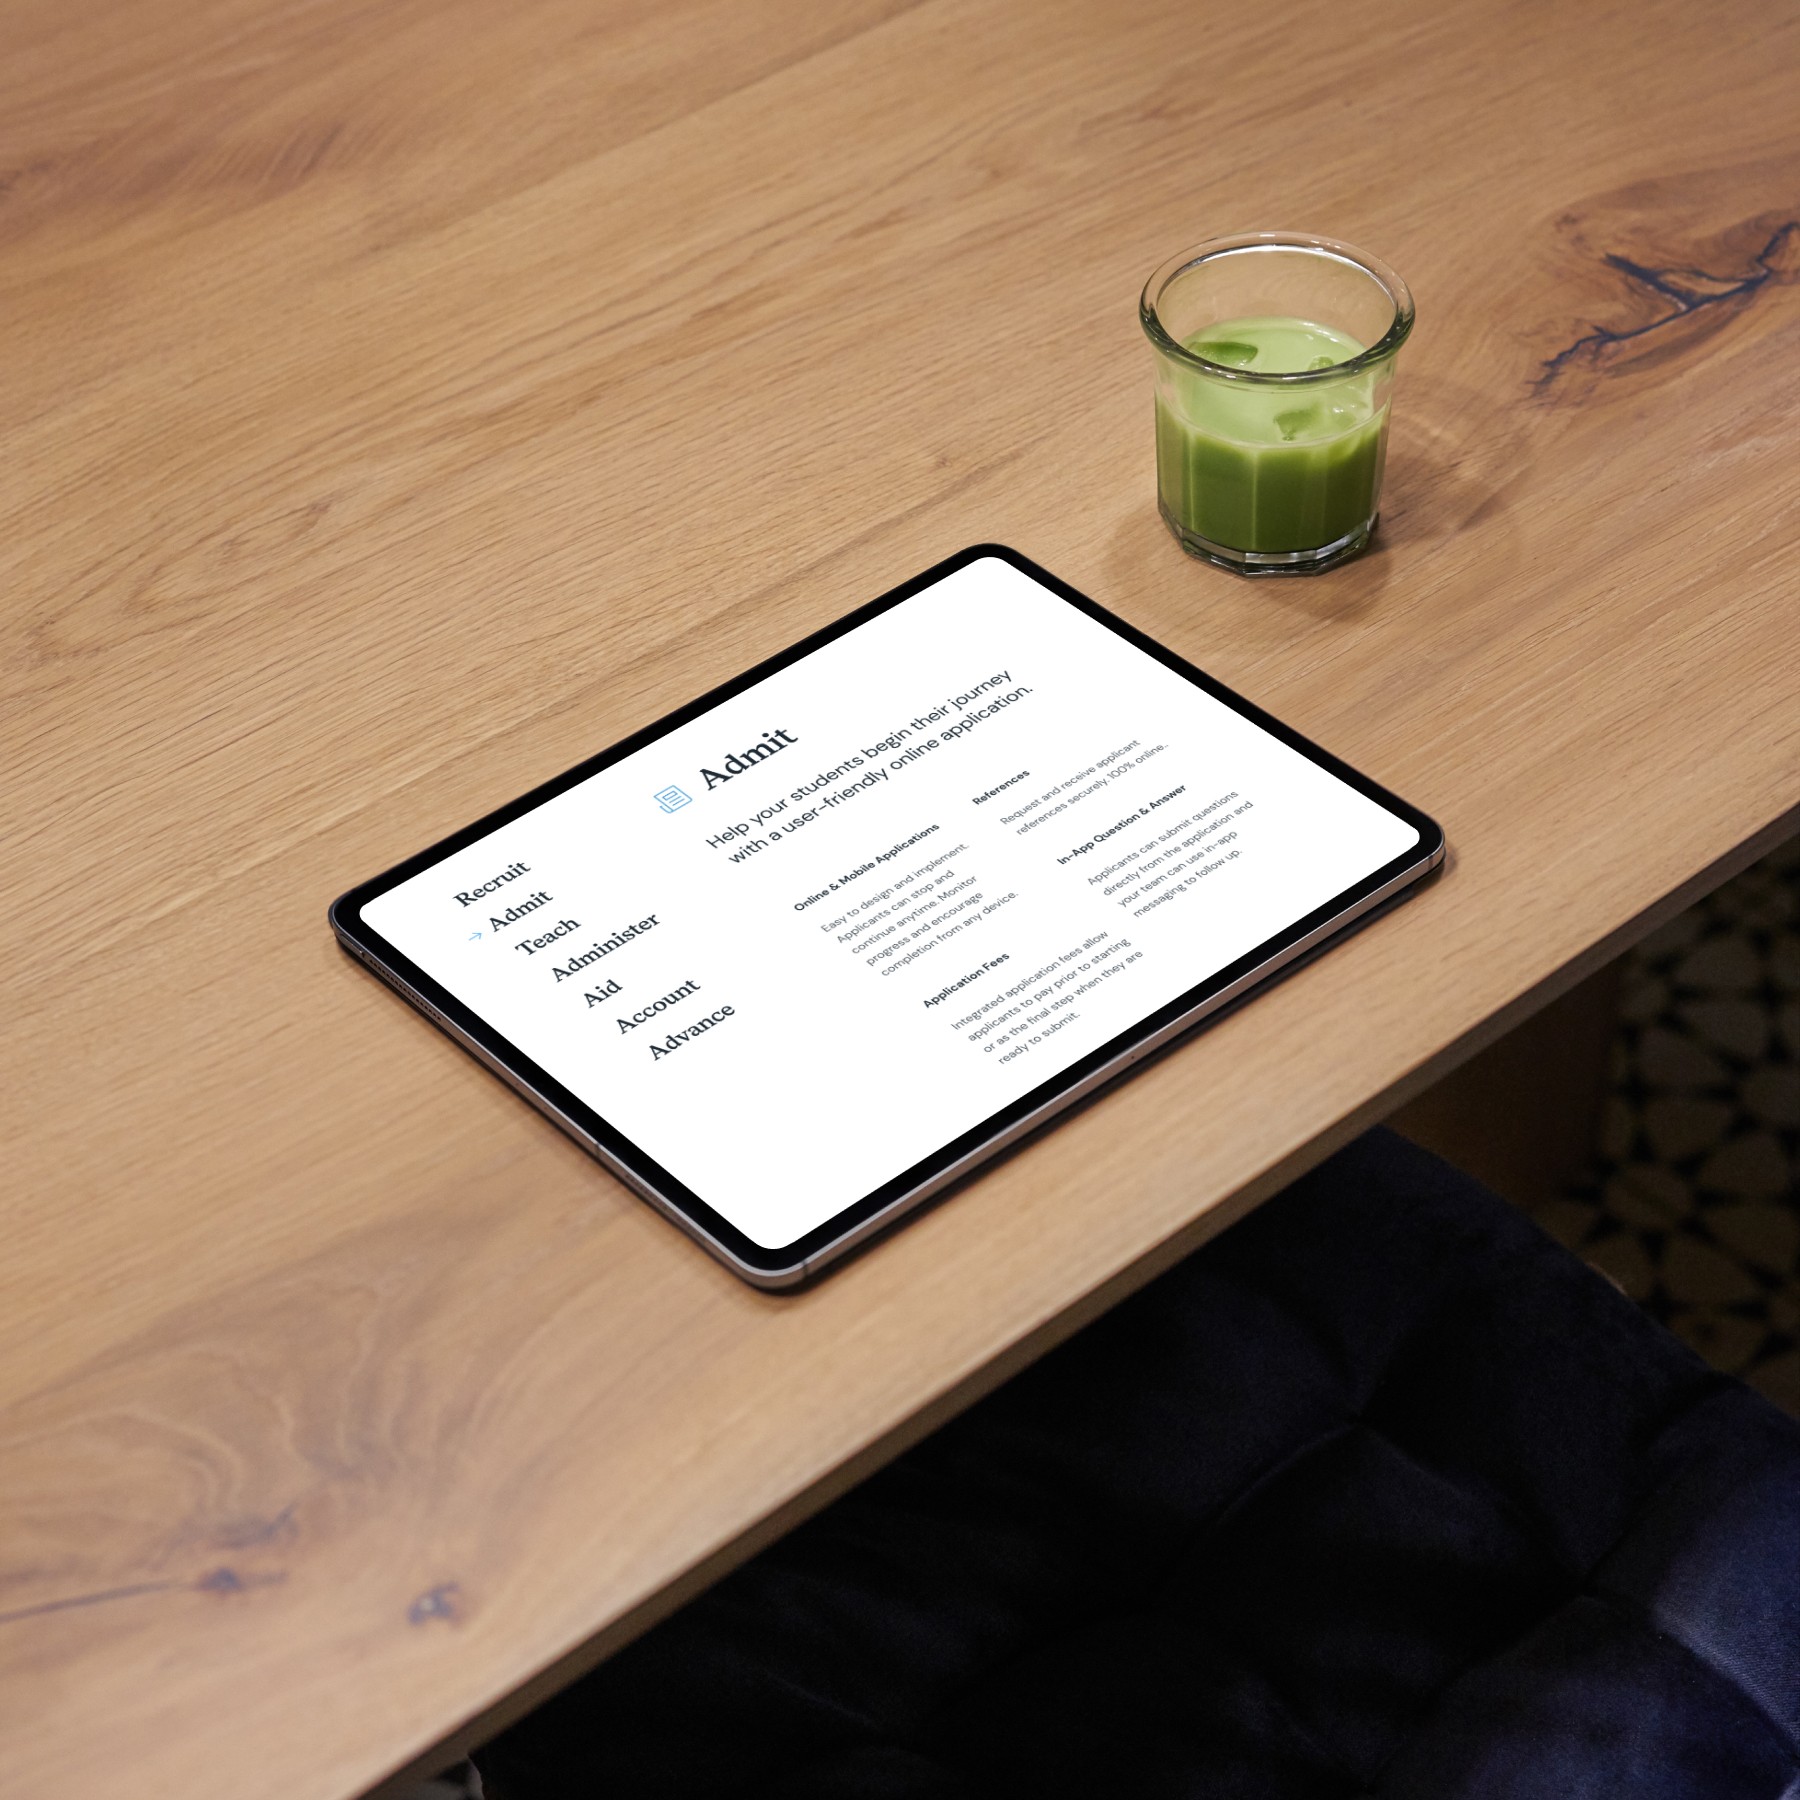 Recruit
Admit
Teach
Administer
Aid
Account
Advance
Admit
Help your students begin their journey
with a user-friendly online application.
Online & Mobile Applications
Easy to design and implement.
Applicants can stop and
continue anytime. Monitor
progress and encourage
completion from any device.
References
Request and receive applicant
references securely. 100% online..
Application Fees
Integrated application fees allow
applicants to pay prior to starting
or as the final step when they are
ready to submit.
In-App Question & Answer
Applicants can submit questions
directly from the application and
your team can use in-app
messaging to follow up.